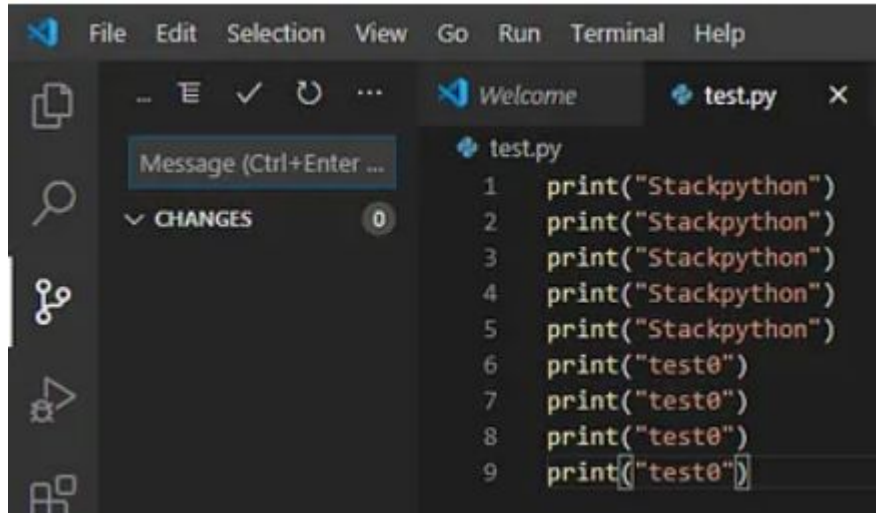 File Edit Selection View Go Run Terminal Help
Welcome test.py
Message (Ctrl+Enter ...
CHANGES 0
test.py
1 print("Stackpython")
2 print("Stackpython")
3 print("Stackpython")
4 print("Stackpython")
5 print("Stackpython")
6 print("test0")
7 print("test0")
8 print("test0")
9 print("test0")